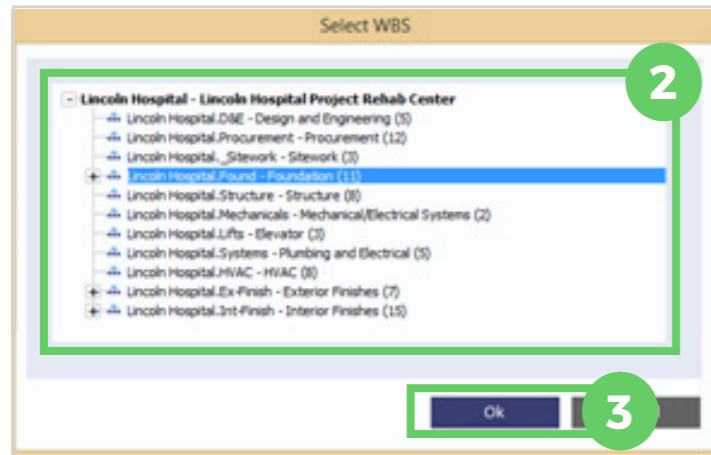 Select WBS
2
Lincoln Hospital - Lincoln Hospital Project Rehab Center
Lincoln Hospital.D&E - Design and Engineering (5)
Lincoln Hospital.Procurement - Procurement (12)
Lincoln Hospital._Sitework - Sitework (3)
Lincoln Hospital.Found - Foundation (11)
Lincoln Hospital.Structure - Structure (8)
Lincoln Hospital.Mechanicals - Mechanical/Electrical Systems (2)
Lincoln Hospital.Lifts - Elevator (3)
Lincoln Hospital.Systems - Plumbing and Electrical (5)
Lincoln Hospital.HVAC - HVAC (8)
Lincoln Hospital.Ex-Finish - Exterior Finishes (7)
Lincoln Hospital.Int-Finish - Interior Finishes (15)
Ok 3